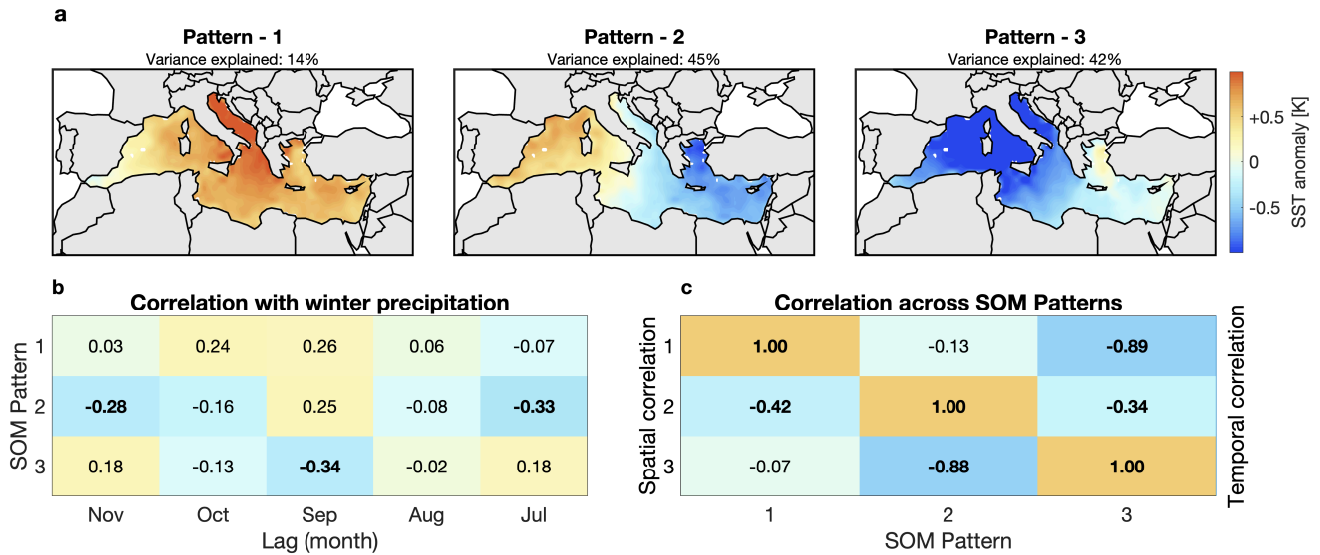 a
Pattern - 1
Variance explained: 14%
Pattern - 2
Variance explained: 45%
Pattern - 3
Variance explained: 42%
+0.5
0
-0.5
SST anomaly [K]
b
Correlation with winter precipitation
SOM Pattern
1 0.03 0.24 0.26 0.06 -0.07
2 -0.28 -0.16 0.25 -0.08 -0.33
3 0.18 -0.13 -0.34 -0.02 0.18
Nov Oct Sep Aug Jul
Lag (month)
c
Correlation across SOM Patterns
Spatial correlation
1 1.00 -0.13 -0.89
2 -0.42 1.00 -0.34
3 -0.07 -0.88 1.00
1 2 3
SOM Pattern
Temporal correlation